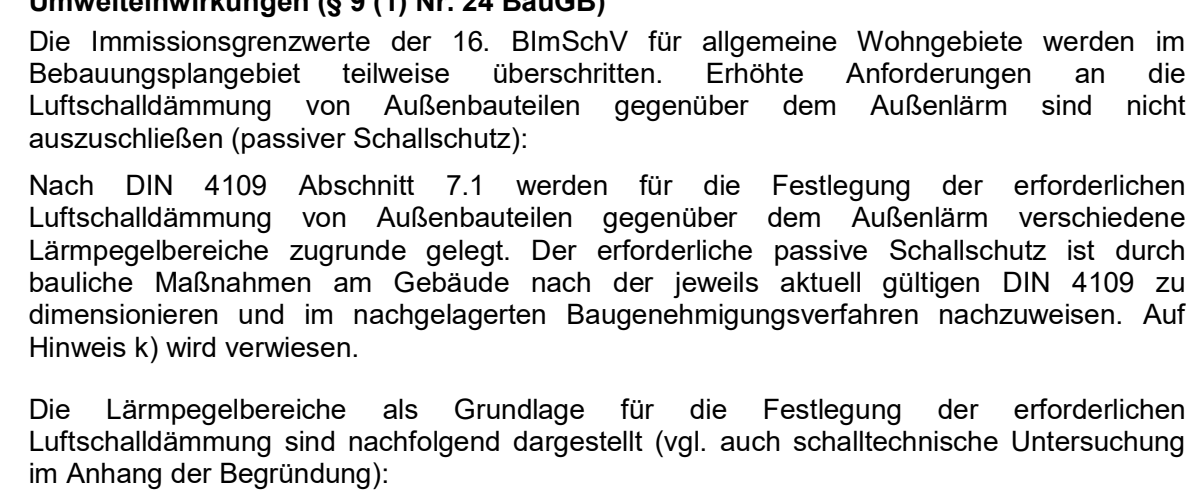 Umwelteinwirkungen (§ 9 (1) Nr. 24 BauGB)
Die Immissionsgrenzwerte der 16. BImSchV für allgemeine Wohngebiete werden im
Bebauungsplangebiet teilweise überschritten. Erhöhte Anforderungen an die
Luftschalldämmung von Außenbauteilen gegenüber dem Außenlärm sind nicht
auszuschließen (passiver Schallschutz):
Nach DIN 4109 Abschnitt 7.1 werden für die Festlegung der erforderlichen
Luftschalldämmung von Außenbauteilen gegenüber dem Außenlärm verschiedene
Lärmpegelbereiche zugrunde gelegt. Der erforderliche passive Schallschutz ist durch
bauliche Maßnahmen am Gebäude nach der jeweils aktuell gültigen DIN 4109 zu
dimensionieren und im nachgelagerten Baugenehmigungsverfahren nachzuweisen. Auf
Hinweis k) wird verwiesen.
Die Lärmpegelbereiche als Grundlage für die Festlegung der erforderlichen
Luftschalldämmung sind nachfolgend dargestellt (vgl. auch schalltechnische Untersuchung
im Anhang der Begründung):